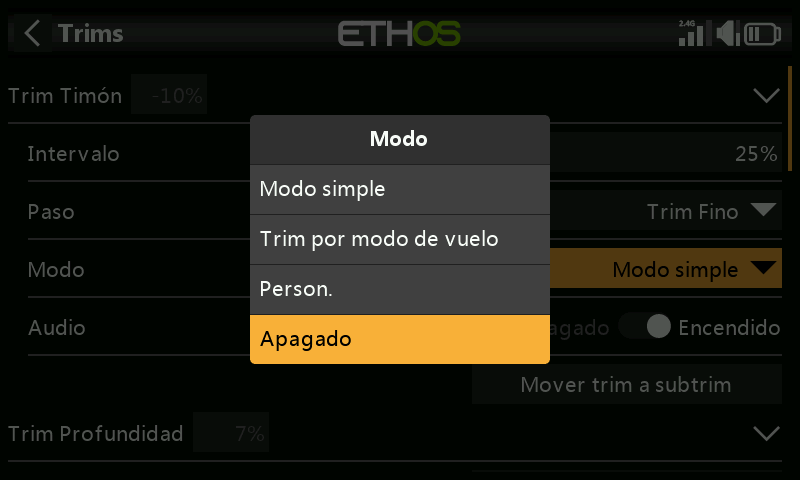 Trims
ETHOS
2.4G
Trim Timón -10%
Intervalo 25%
Paso Trim Fino
Modo Modo simple
Audio Encendido
Mover trim a subtrim
Trim Profundidad 7%
Modo
Modo simple
Trim por modo de vuelo
Person.
Apagado